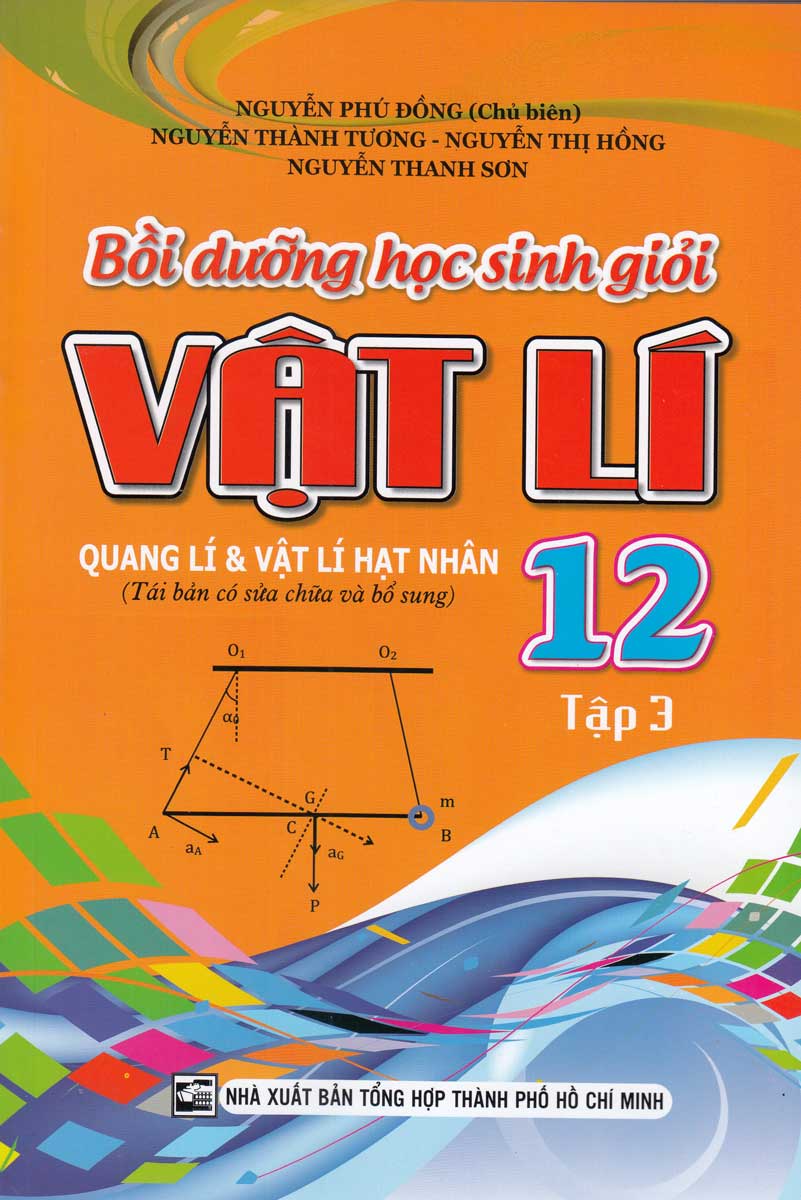 NGUYỄN PHÚ ĐỒNG (Chủ biên)
NGUYỄN THÀNH TƯƠNG - NGUYỄN THỊ HỒNG
NGUYỄN THANH SƠN
Bồi dưỡng học sinh giỏi
VẬT LÍ
QUANG LÍ & VẬT LÍ HẠT NHÂN
12
(Tái bản có sửa chữa và bổ sung)
Tập 3
O₁ O₂
α₀
T
G m
A C B
a_A a_G
P
NHÀ XUẤT BẢN TỔNG HỢP THÀNH PHỐ HỒ CHÍ MINH